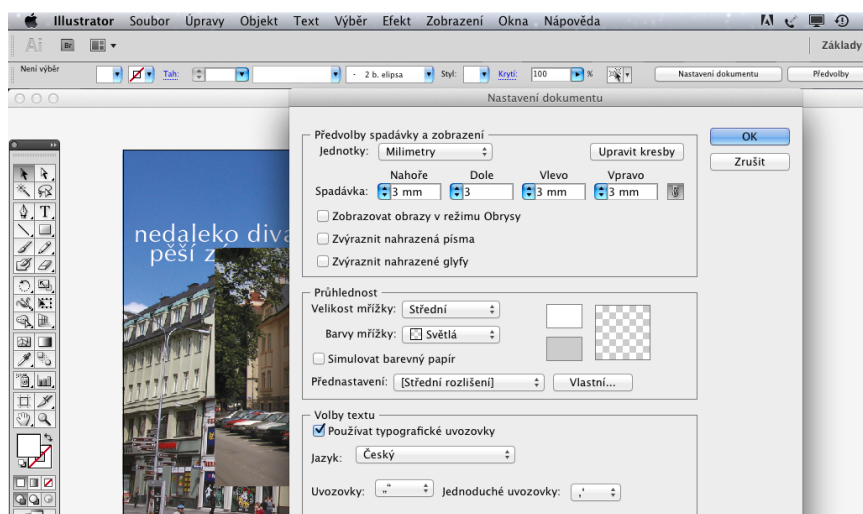 Illustrator Soubor Úpravy Objekt Text Výběr Efekt Zobrazení Okna Nápověda
Ai Br Základy
Není výběr Tah: 2 b. elipsa Styl: Krytí: 100 % Nastavení dokumentu Předvolby
Nastavení dokumentu
Předvolby spadávky a zobrazení
OK
Jednotky: Milimetry Upravit kresby
Zrušit
Nahoře Dole Vlevo Vpravo
Spadávka: 3 mm 3 3 mm 3 mm
Zobrazovat obrazy v režimu Obrysy
Zvýraznit nahrazená písma
Zvýraznit nahrazené glyfy
nedaleko diva
pěší z
Průhlednost
Velikost mřížky: Střední
Barvy mřížky: Světlá
Simulovat barevný papír
Přednastavení: [Střední rozlišení] Vlastní...
Volby textu
Používat typografické uvozovky
Jazyk: Český
Uvozovky: „“ Jednoduché uvozovky: ‚‘